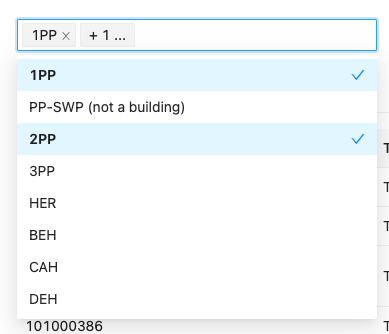 1PP × + 1 ...
1PP
PP-SWP (not a building)
2PP
3PP
HER
BEH
CAH
DEH
101000386